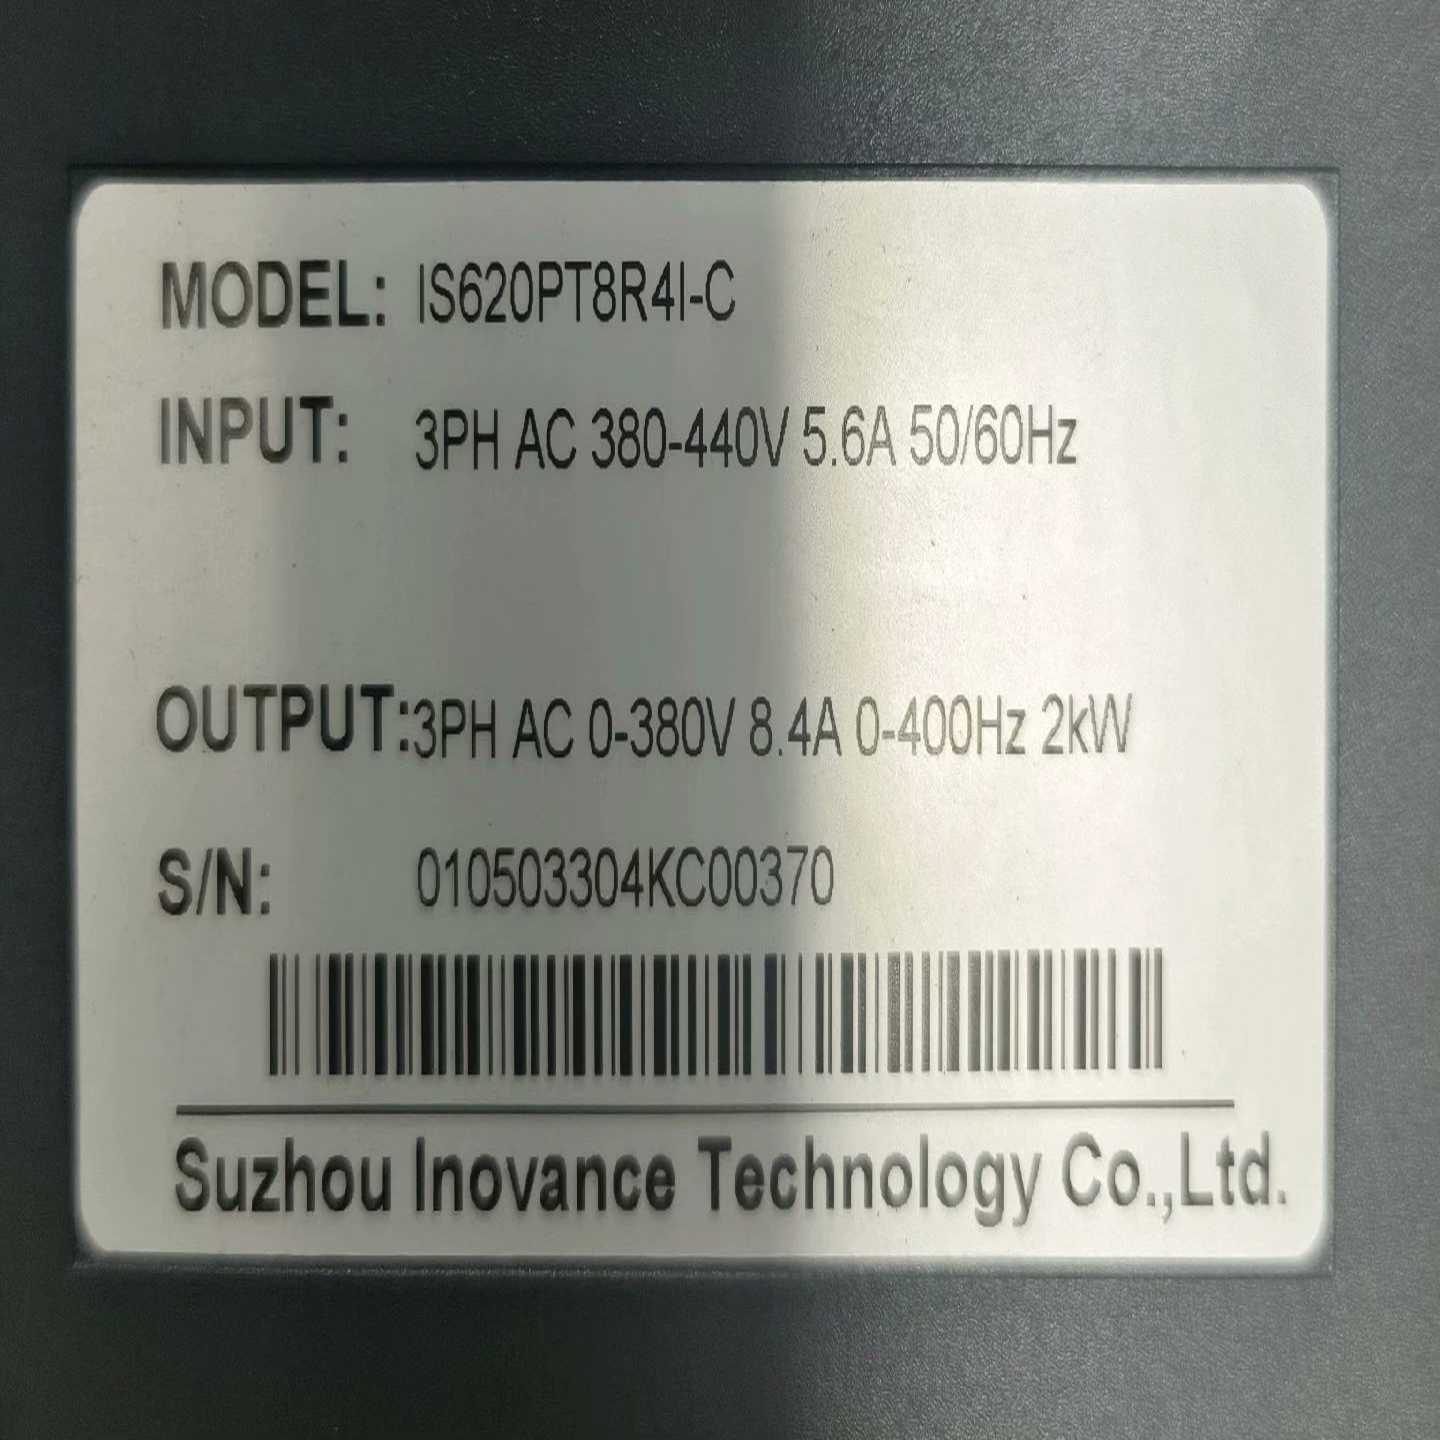 MODEL: IS620PT8R4I-C
INPUT: 3PH AC 380-440V 5.6A 50/60Hz
OUTPUT:3PH AC 0-380V 8.4A 0-400Hz 2kW
S/N: 010503304KC00370
Suzhou Inovance Technology Co.,Ltd.